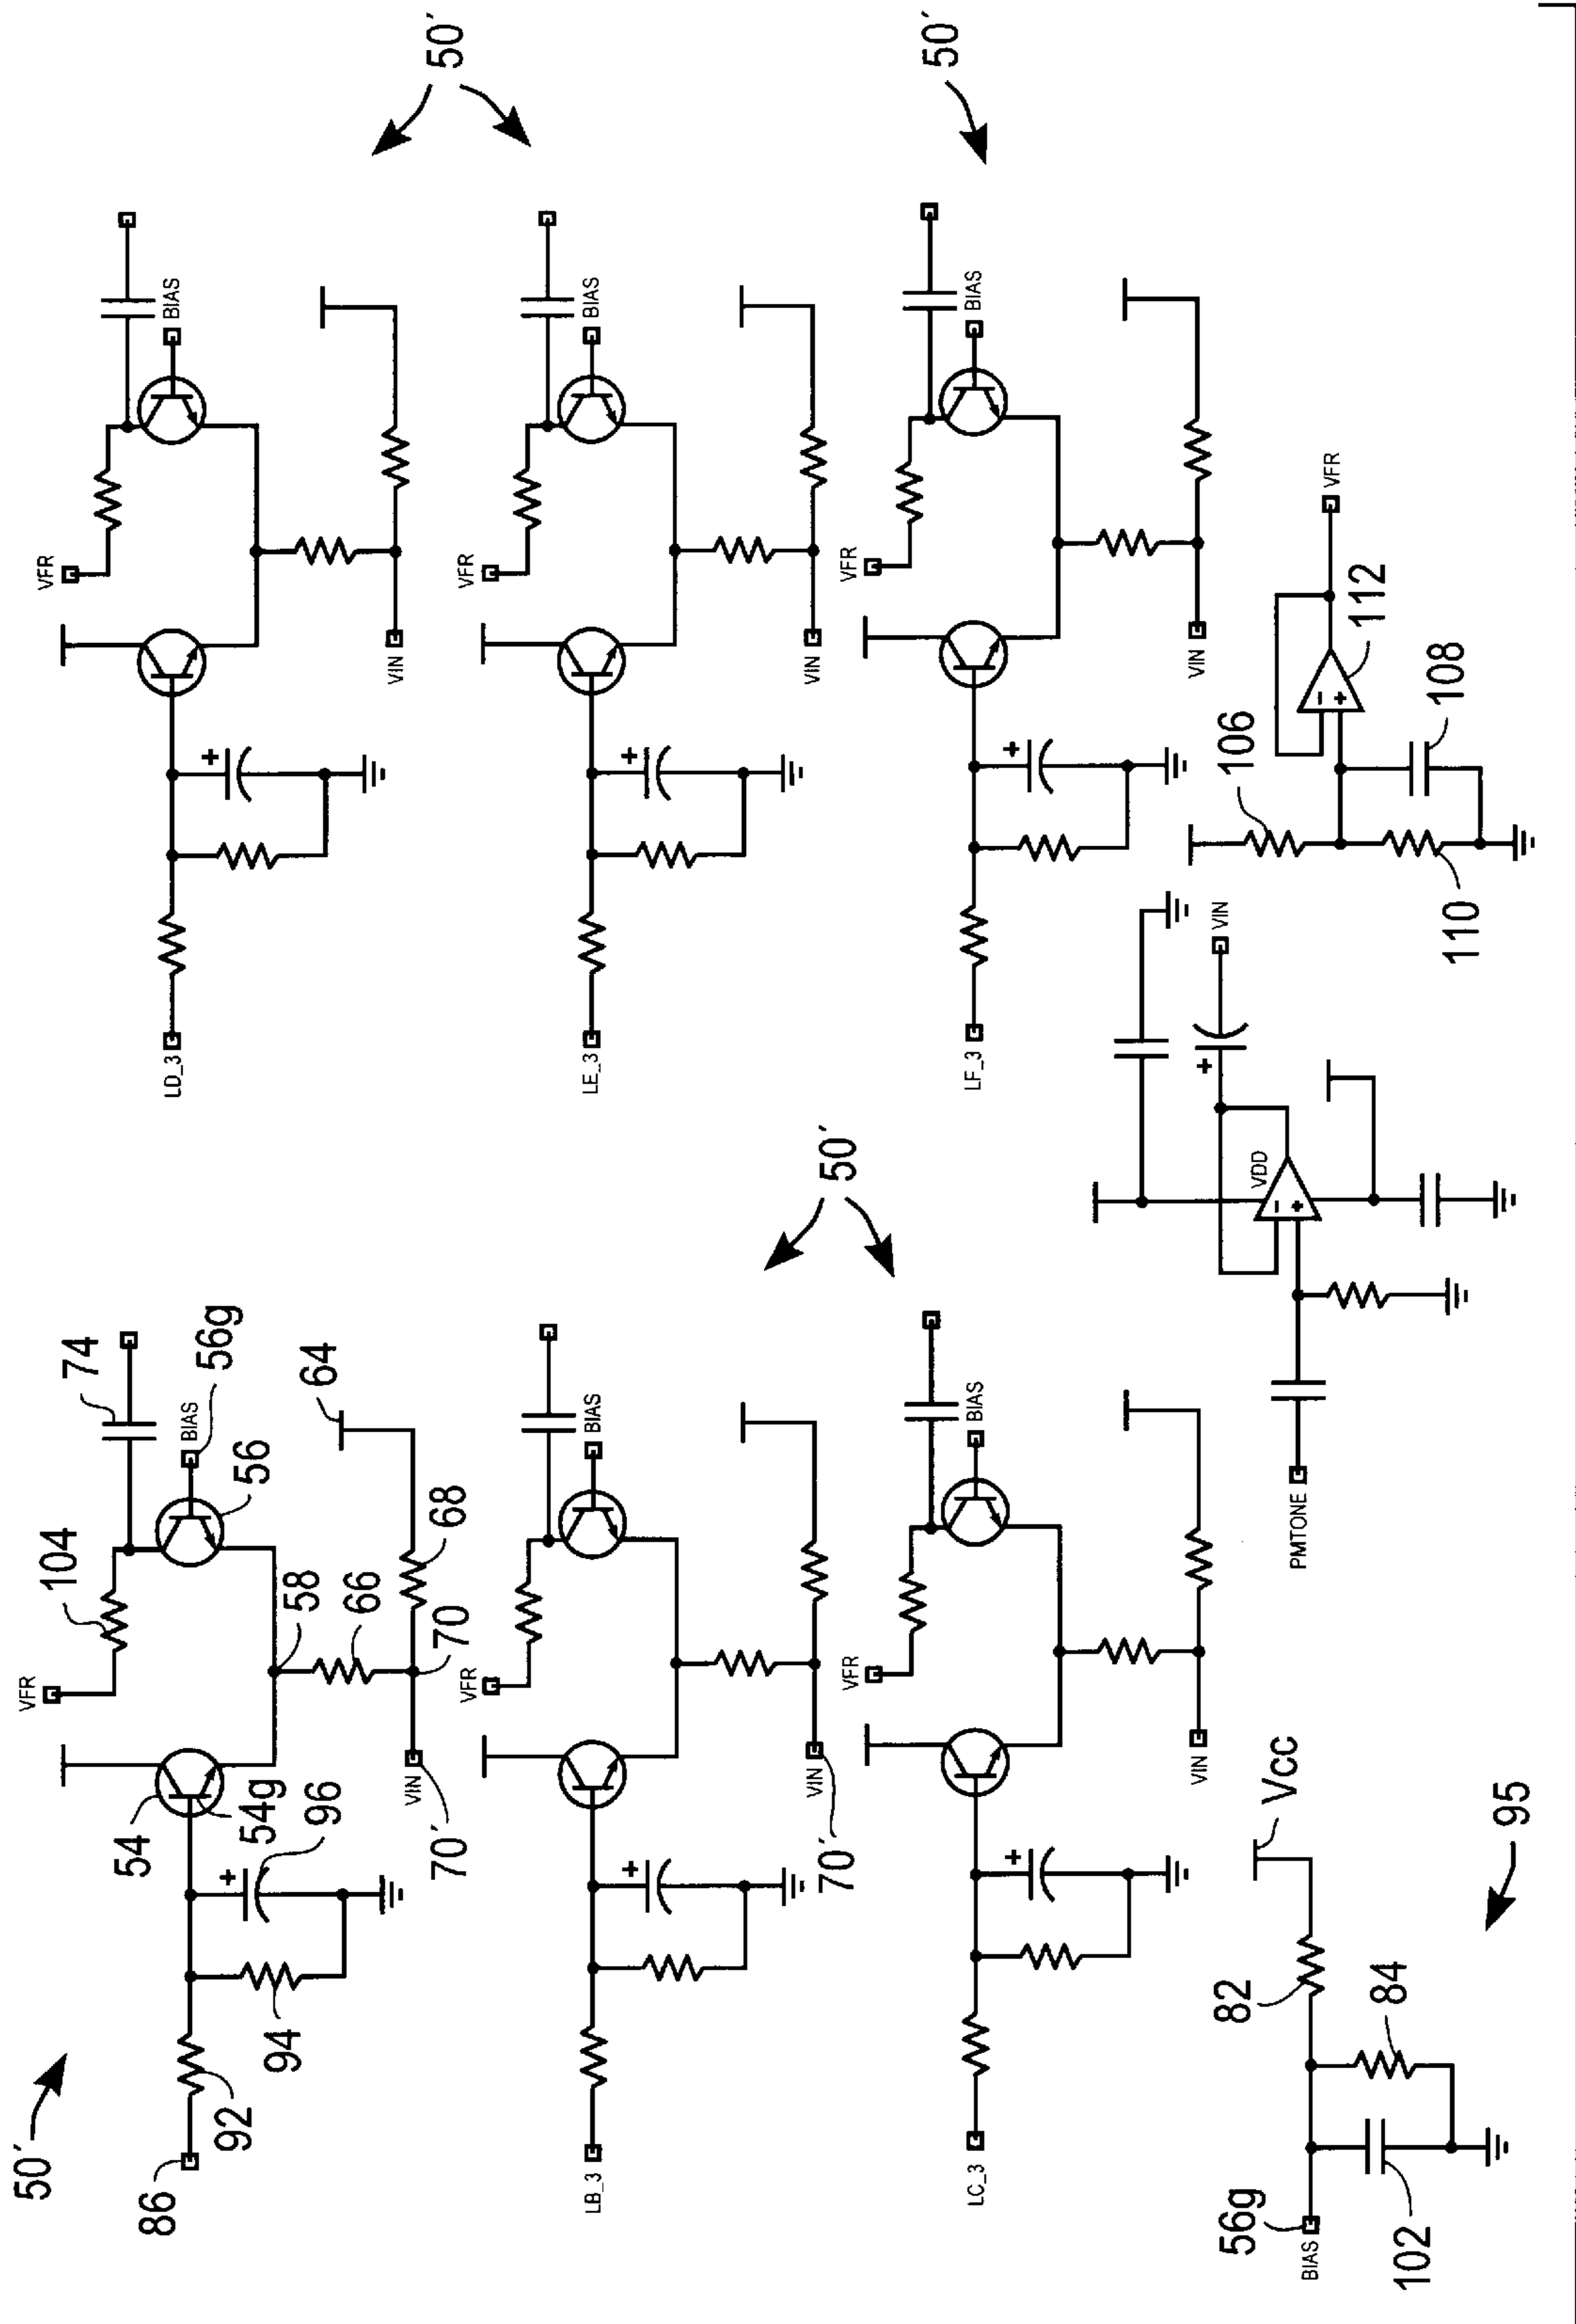 50´
86
92
94
54
54g
96
VFR
104
74
BIAS
56g
56
58
66
68
64
70
VIN
70´
LB_3
VFR
BIAS
VIN
70´
50´
LC_3
VFR
BIAS
VIN
LD_3
VFR
BIAS
VIN
50´
LE_3
VFR
BIAS
VIN
LF_3
VFR
BIAS
VIN
50´
56g
BIAS
102
82
84
Vcc
95
PMTONE
VDD
VIN
106
110
108
112
VFR
+
+
+
+
+
+
-
+
+
-
+